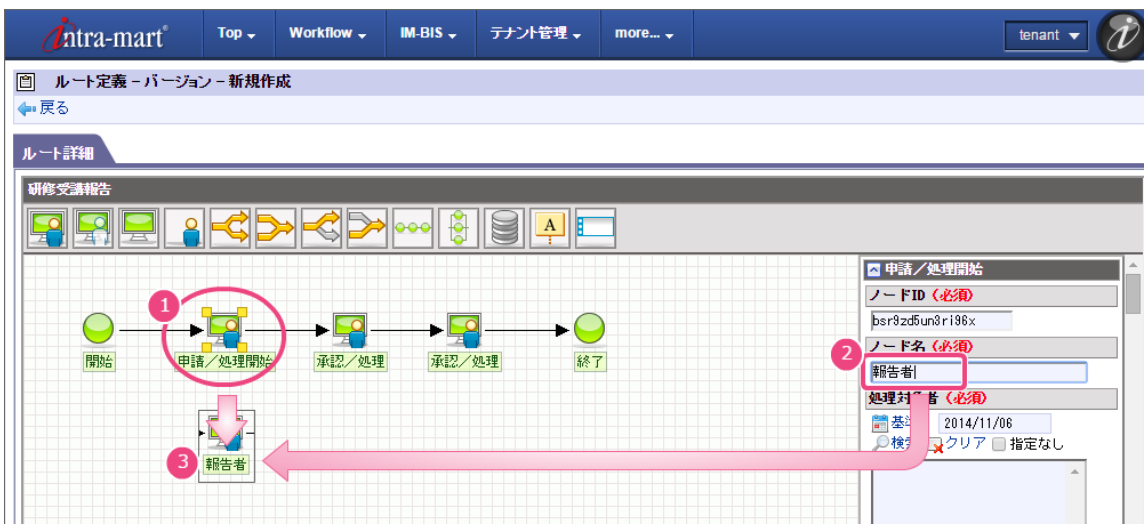 intra-mart®
Top
Workflow
IM-BIS
テナント管理
more...
tenant
ルート定義 - バージョン - 新規作成
戻る
ルート詳細
研修受講報告
A
申請/処理開始
ノードID (必須)
bsr9zd5un3ri96x
ノード名 (必須)
報告者
処理対象者 (必須)
2014/11/06
クリア
指定なし
1
2
3
開始
申請/処理開始
承認/処理
承認/処理
終了
報告者